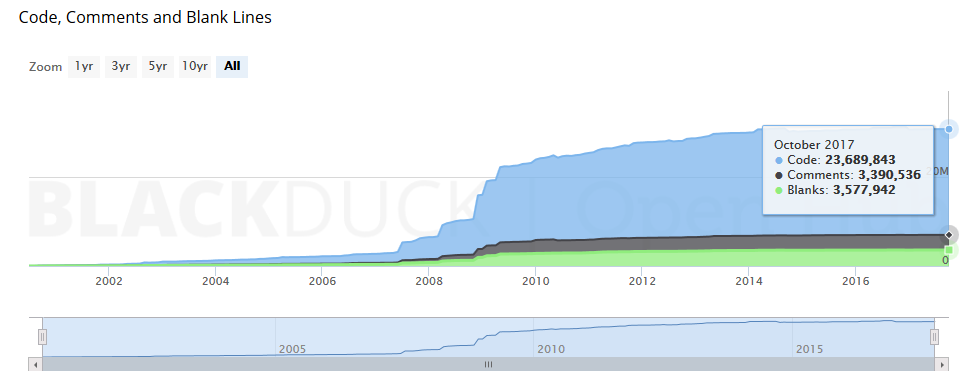 Code, Comments and Blank Lines
Zoom 1yr 3yr 5yr 10yr All
October 2017
Code: 23,689,843
Comments: 3,390,536
Blanks: 3,577,942
20M
BLACKDUCK | Open
0
2002 2004 2006 2008 2010 2012 2014 2016
2005 2010 2015